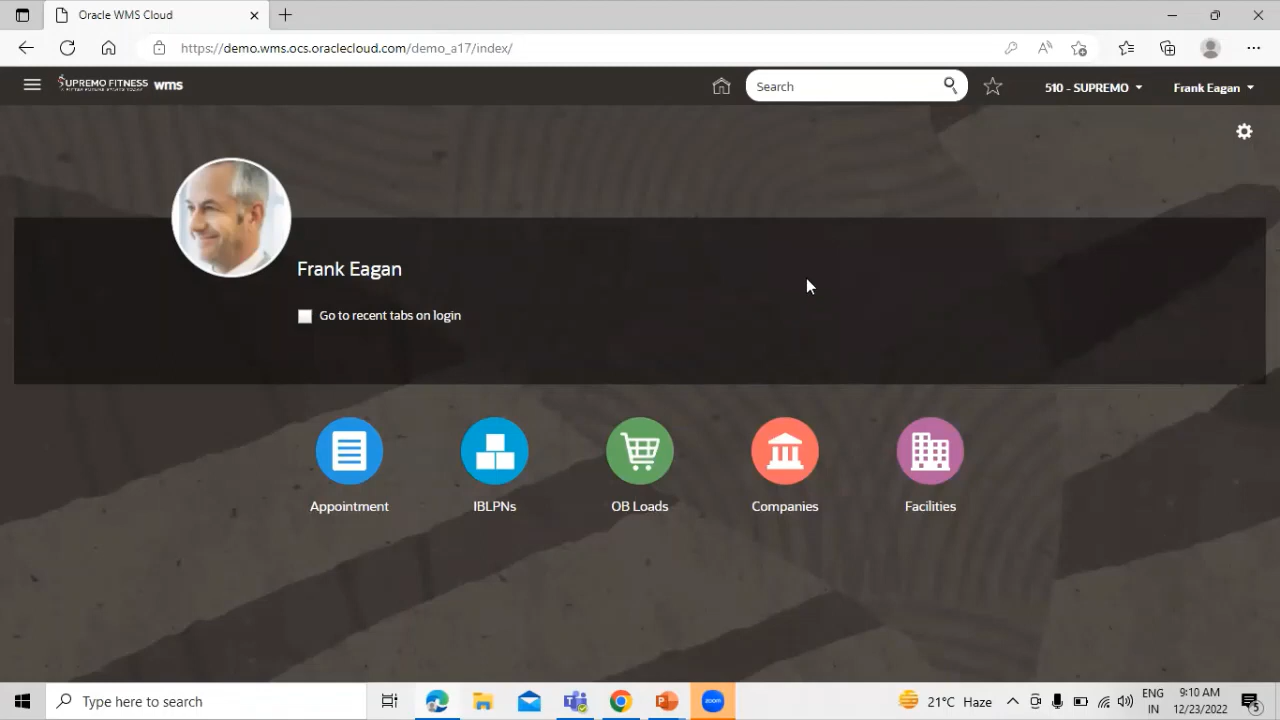 Oracle WMS Cloud
https://demo.wms.ocs.oraclecloud.com/demo_a17/index/
SUPREMO FITNESS wms
Search
510 - SUPREMO
Frank Eagan
Frank Eagan
Go to recent tabs on login
Appointment
IBLPNs
OB Loads
Companies
Facilities
Type here to search
zoom
21°C Haze
ENG
IN
9:10 AM
12/23/2022
5